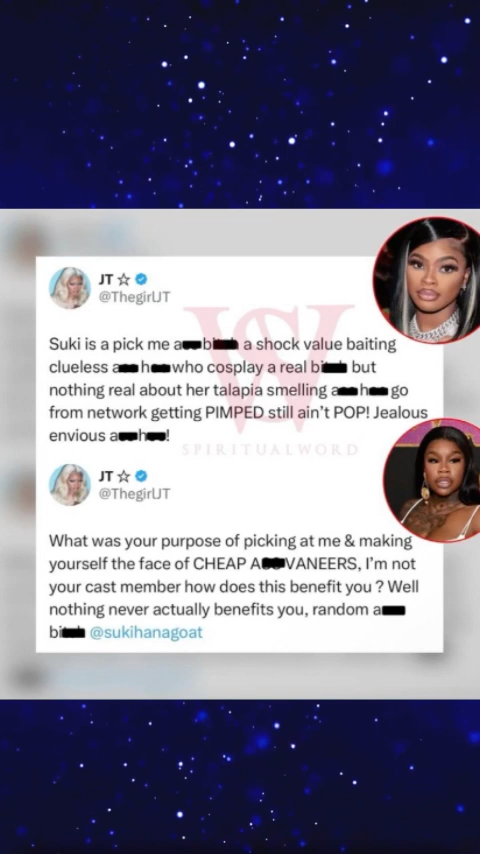 JT ☆
@ThegirlJT
Suki is a pick me a bi h a shock value baiting
clueless a h who cosplay a real bi h but
nothing real about her talapia smelling a h go
from network getting PIMPED still ain't POP! Jealous
envious a h !
SPIRITUALWORD
JT ☆
@ThegirlJT
What was your purpose of picking at me & making
yourself the face of CHEAP A VANEERS, I'm not
your cast member how does this benefit you ? Well
nothing never actually benefits you, random a
bi h @sukihanagoat